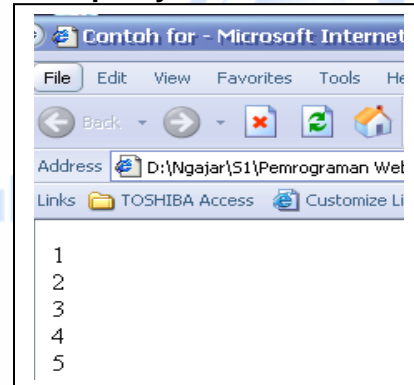 Contoh for - Microsoft Internet
File Edit View Favorites Tools He
Back
Address D:\Ngajar\S1\Pemrograman Web
Links TOSHIBA Access Customize Li
1
2
3
4
5